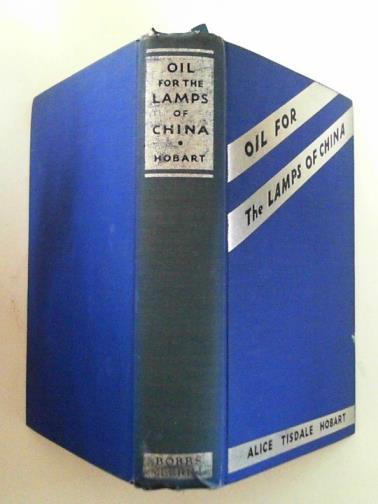 OIL
FOR THE
LAMPS
OF
CHINA
HOBART
BOBBS
MERRILL
OIL FOR
The LAMPS OF CHINA
ALICE TISDALE HOBART